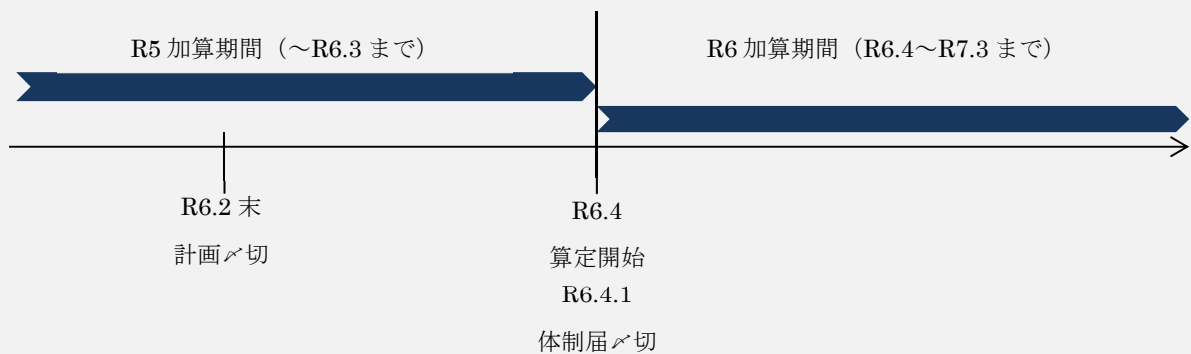 R5 加算期間（～R6.3 まで）
R6 加算期間（R6.4～R7.3 まで）
R6.2 末
計画〆切
R6.4
算定開始
R6.4.1
体制届〆切